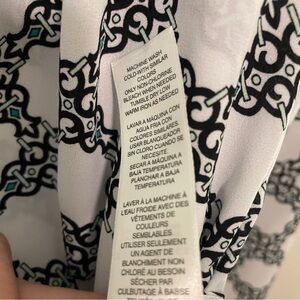 MACHINE WASH
COLD-WITH SIMILAR
COLORS
ONLY NON-CHLORINE
BLEACH WHEN NEEDED
TUMBLE DRY LOW
WARM IRON AS NEEDED
LAVAR A MÁQUINA CON
AGUA FRIA CON
COLORES SIMILARES
USAR BLANQUEADOR
SIN CLORO CUANDO SE
NECESITE.
SECAR A MÁQUINA A
BAJA TEMPERATURA
PLANCHAR A BAJA
TEMPERATURA
LAVER À LA MACHINE À
L'EAU FROIDE AVEC DES
VÊTEMENTS DE
COULEURS
SEMBLABLES
UTILISER SEULEMENT
UN AGENT DE
BLANCHIMENT NON
CHLORÉ AU BESOIN
SÉCHER PAR
CULBUTAGE À BASSE